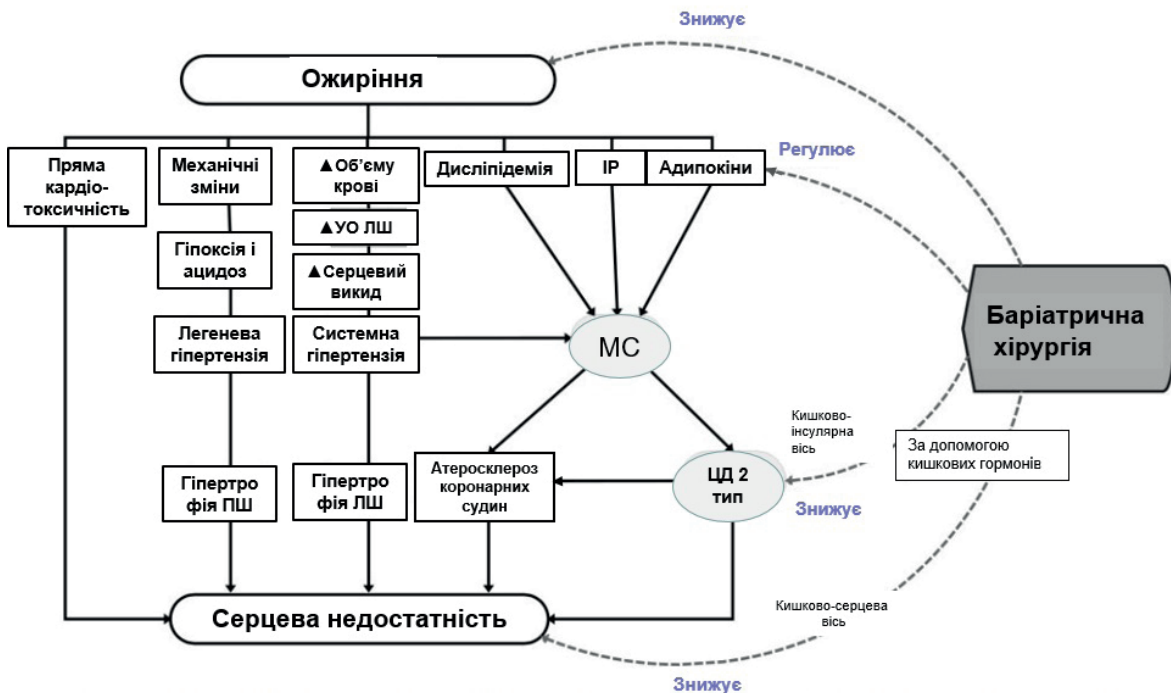 Знижує
Ожиріння
Пряма
кардіо-
токсичність
Механічні
зміни
▲Об'єму
крові
Дисліпідемія
ІР
Адипокіни
Регулює
▲УО ЛШ
Гіпоксія і
ацидоз
▲Серцевий
викид
Легенева
гіпертензія
Системна
гіпертензія
МС
Баріатрична
хірургія
Кишково-
інсулярна
вісь
За допомогою
кишкових гормонів
Гіпертро
фія ПШ
Гіпертро
фія ЛШ
Атеросклероз
коронарних
судин
ЦД 2
тип
Знижує
Серцева недостатність
Кишково-серцева
вісь
Знижує